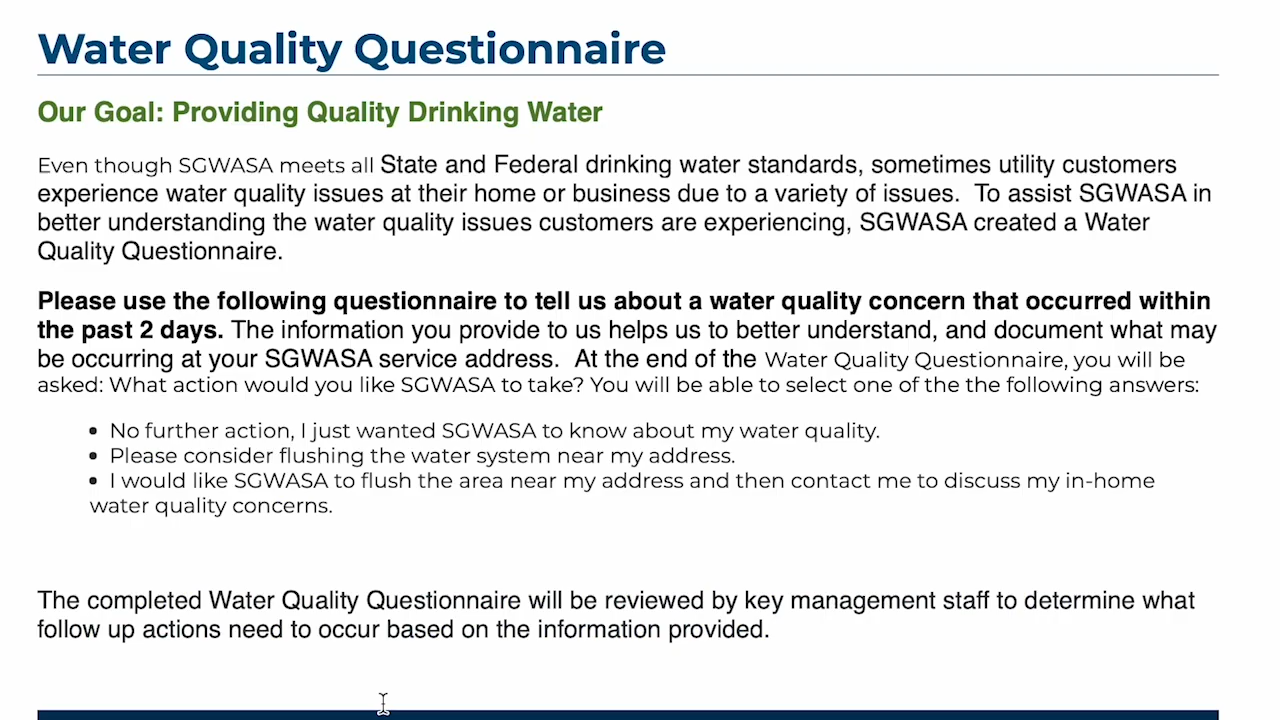 Water Quality Questionnaire
Our Goal: Providing Quality Drinking Water
Even though SGWASA meets all State and Federal drinking water standards, sometimes utility customers
experience water quality issues at their home or business due to a variety of issues.  To assist SGWASA in
better understanding the water quality issues customers are experiencing, SGWASA created a Water
Quality Questionnaire.
Please use the following questionnaire to tell us about a water quality concern that occurred within
the past 2 days. The information you provide to us helps us to better understand, and document what may
be occurring at your SGWASA service address.  At the end of the Water Quality Questionnaire, you will be
asked: What action would you like SGWASA to take? You will be able to select one of the the following answers:
• No further action, I just wanted SGWASA to know about my water quality.
• Please consider flushing the water system near my address.
• I would like SGWASA to flush the area near my address and then contact me to discuss my in-home
water quality concerns.
The completed Water Quality Questionnaire will be reviewed by key management staff to determine what
follow up actions need to occur based on the information provided.